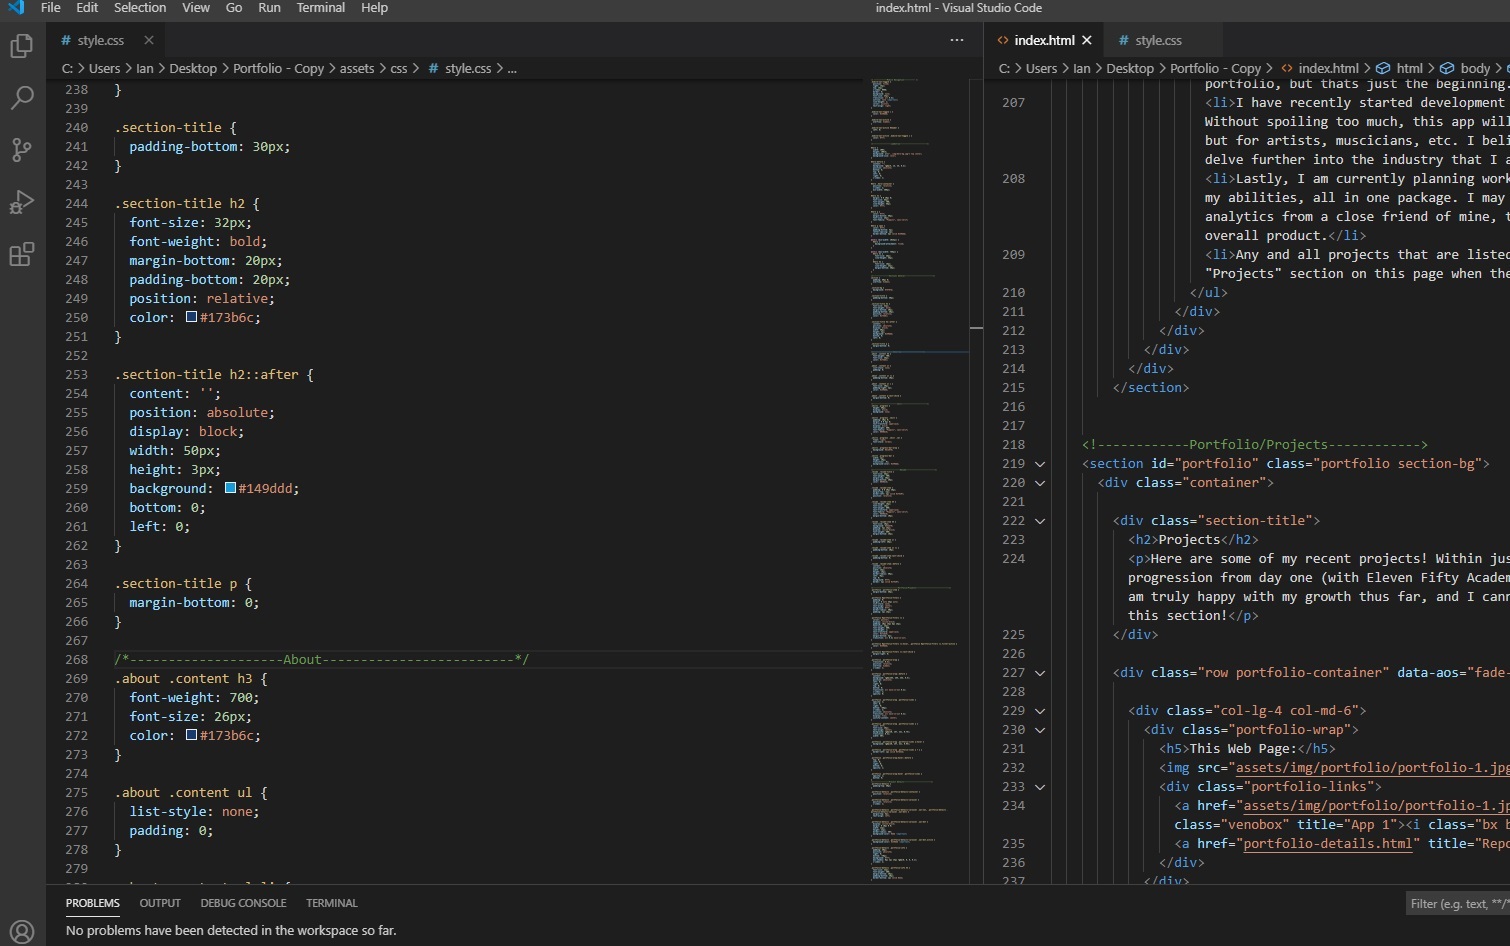 File Edit Selection View Go Run Terminal Help
index.html - Visual Studio Code
# style.css ×
...
C: > Users > Ian > Desktop > Portfolio - Copy > assets > css > # style.css > ...
238 }
239
240 .section-title {
241 padding-bottom: 30px;
242 }
243
244 .section-title h2 {
245 font-size: 32px;
246 font-weight: bold;
247 margin-bottom: 20px;
248 padding-bottom: 20px;
249 position: relative;
250 color: #173b6c;
251 }
252
253 .section-title h2::after {
254 content: '';
255 position: absolute;
256 display: block;
257 width: 50px;
258 height: 3px;
259 background: #149ddd;
260 bottom: 0;
261 left: 0;
262 }
263
264 .section-title p {
265 margin-bottom: 0;
266 }
267
268 /*--------------------About-------------------------*/
269 .about .content h3 {
270 font-weight: 700;
271 font-size: 26px;
272 color: #173b6c;
273 }
274
275 .about .content ul {
276 list-style: none;
277 padding: 0;
278 }
279
<> index.html × # style.css
C: > Users > Ian > Desktop > Portfolio - Copy > <> index.html > html > body >
portfolio, but thats just the beginning.
207 <li>I have recently started development
Without spoiling too much, this app will
but for artists, muscicians, etc. I beli
delve further into the industry that I a
208 <li>Lastly, I am currently planning work
my abilities, all in one package. I may
analytics from a close friend of mine, t
overall product.</li>
209 <li>Any and all projects that are listed
"Projects" section on this page when the
210 </ul>
211 </div>
212 </div>
213 </div>
214 </div>
215 </section>
216
217
218 <!------------Portfolio/Projects------------>
219 <section id="portfolio" class="portfolio section-bg">
220 <div class="container">
221
222 <div class="section-title">
223 <h2>Projects</h2>
224 <p>Here are some of my recent projects! Within jus
progression from day one (with Eleven Fifty Academ
am truly happy with my growth thus far, and I cann
this section!</p>
225 </div>
226
227 <div class="row portfolio-container" data-aos="fade-
228
229 <div class="col-lg-4 col-md-6">
230 <div class="portfolio-wrap">
231 <h5>This Web Page:</h5>
232 <img src="assets/img/portfolio/portfolio-1.jpg
233 <div class="portfolio-links">
234 <a href="assets/img/portfolio/portfolio-1.jp
class="venobox" title="App 1"><i class="bx b
235 <a href="portfolio-details.html" title="Repo
236 </div>
237 </div>
PROBLEMS OUTPUT DEBUG CONSOLE TERMINAL
Filter (e.g. text, **/*
No problems have been detected in the workspace so far.